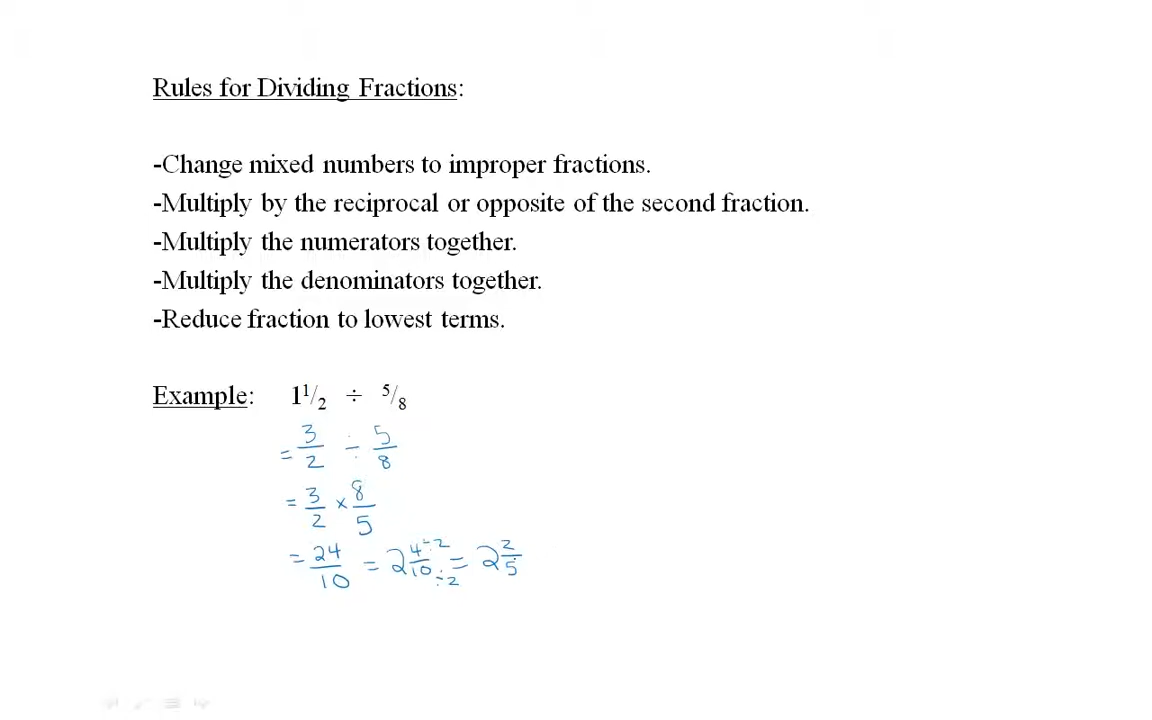 Rules for Dividing Fractions:
-Change mixed numbers to improper fractions.
-Multiply by the reciprocal or opposite of the second fraction.
-Multiply the numerators together.
-Multiply the denominators together.
-Reduce fraction to lowest terms.
Example: 1 1/2 ÷ 5/8
= 3/2 ÷ 5/8
= 3/2 × 8/5
= 24/10 = 2 4÷2/10÷2 = 2 2/5